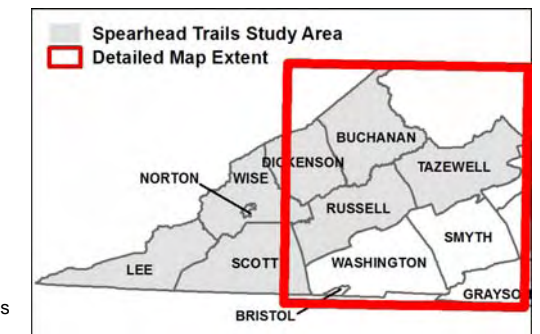 Spearhead Trails Study Area
Detailed Map Extent
BUCHANAN
DICKENSON
TAZEWELL
NORTON
WISE
RUSSELL
SMYTH
LEE
SCOTT
WASHINGTON
GRAYSO
BRISTOL
s